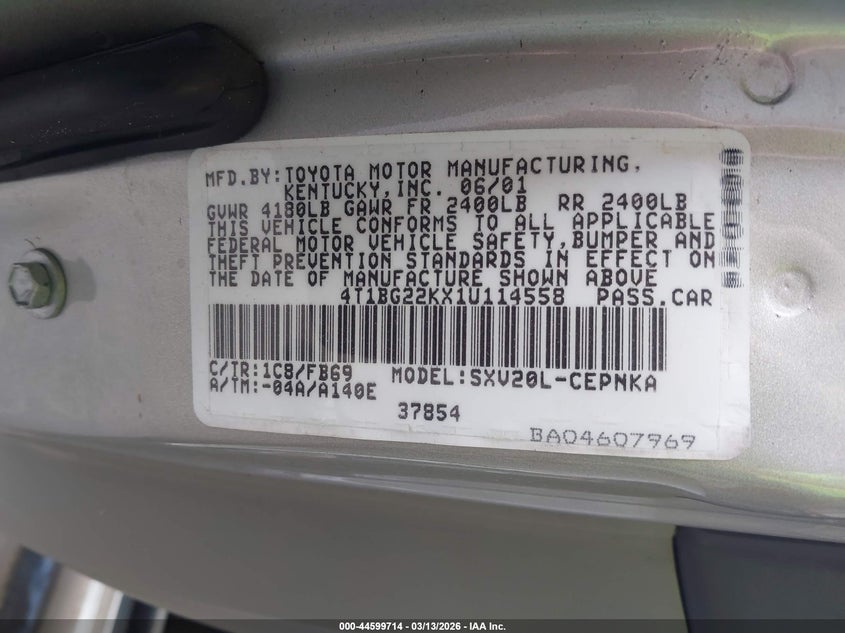 MFD.BY:TOYOTA MOTOR MANUFACTURING,
KENTUCKY,INC. 06/01
GVWR 4180LB GAWR FR 2400LB RR 2400LB
THIS VEHICLE CONFORMS TO ALL APPLICABLE
FEDERAL MOTOR VEHICLE SAFETY,BUMPER AND
THEFT PREVENTION STANDARDS IN EFFECT ON
THE DATE OF MANUFACTURE SHOWN ABOVE
4T1BG22KX1U114558 PASS.CAR
C/TR:1C8/FB69 MODEL:SXV20L-CEPNKA
A/TM:-04A/A140E
37854
BA04607969
000-44599714 | 03/13/2026 | IAA Inc.